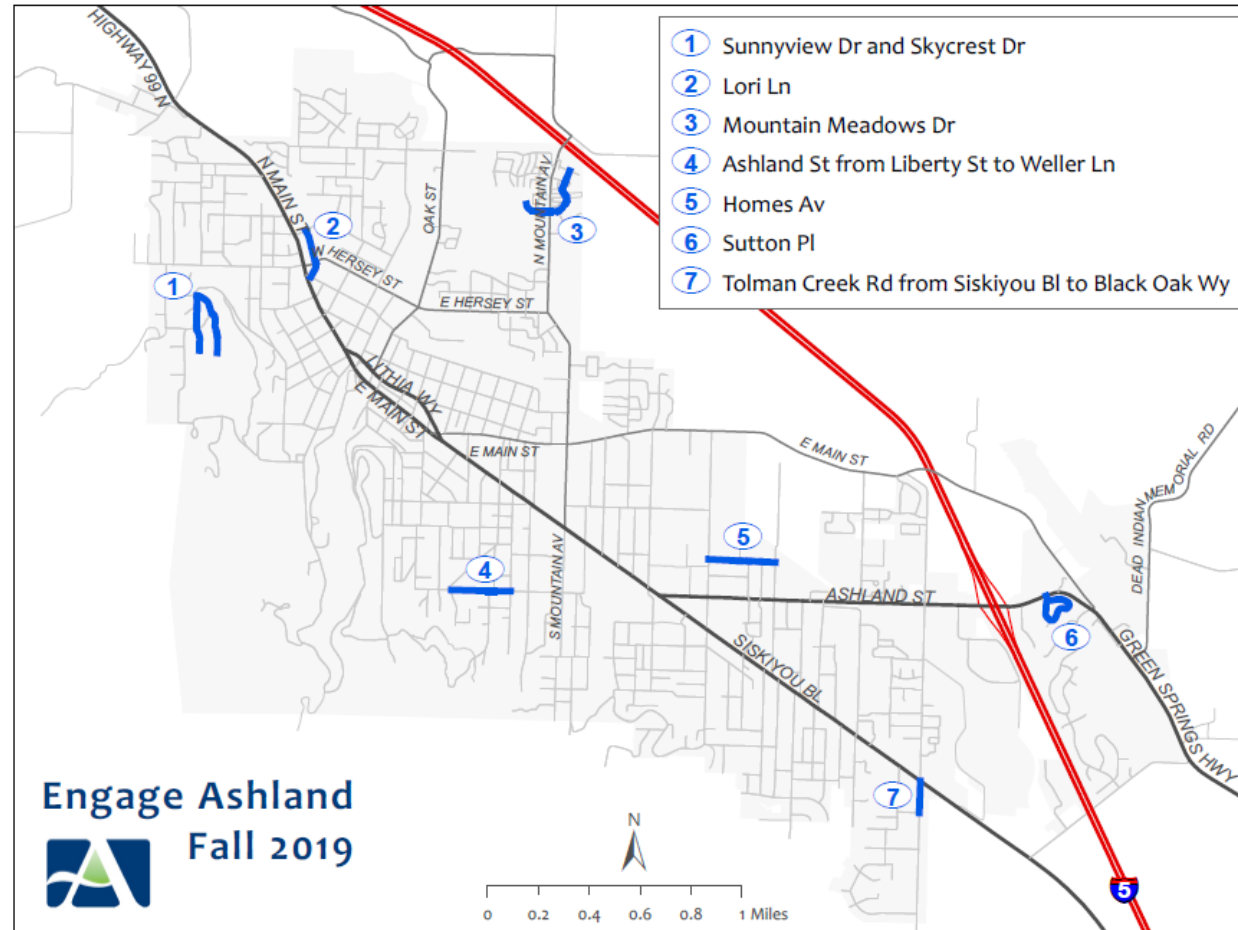 HIGHWAY 99 N
N MAIN ST
2
N HERSEY ST
OAK ST
E HERSEY ST
N MOUNTAIN AV
3
1
LITHIA WY
E MAIN ST
E MAIN ST
E MAIN ST
DEAD INDIAN MEMORIAL RD
4
S MOUNTAIN AV
5
ASHLAND ST
6
SISKIYOU BL
GREEN SPRINGS HWY
7
5
1 Sunnyview Dr and Skycrest Dr
2 Lori Ln
3 Mountain Meadows Dr
4 Ashland St from Liberty St to Weller Ln
5 Homes Av
6 Sutton Pl
7 Tolman Creek Rd from Siskiyou Bl to Black Oak Wy
Engage Ashland
Fall 2019
N
0 0.2 0.4 0.6 0.8 1 Miles